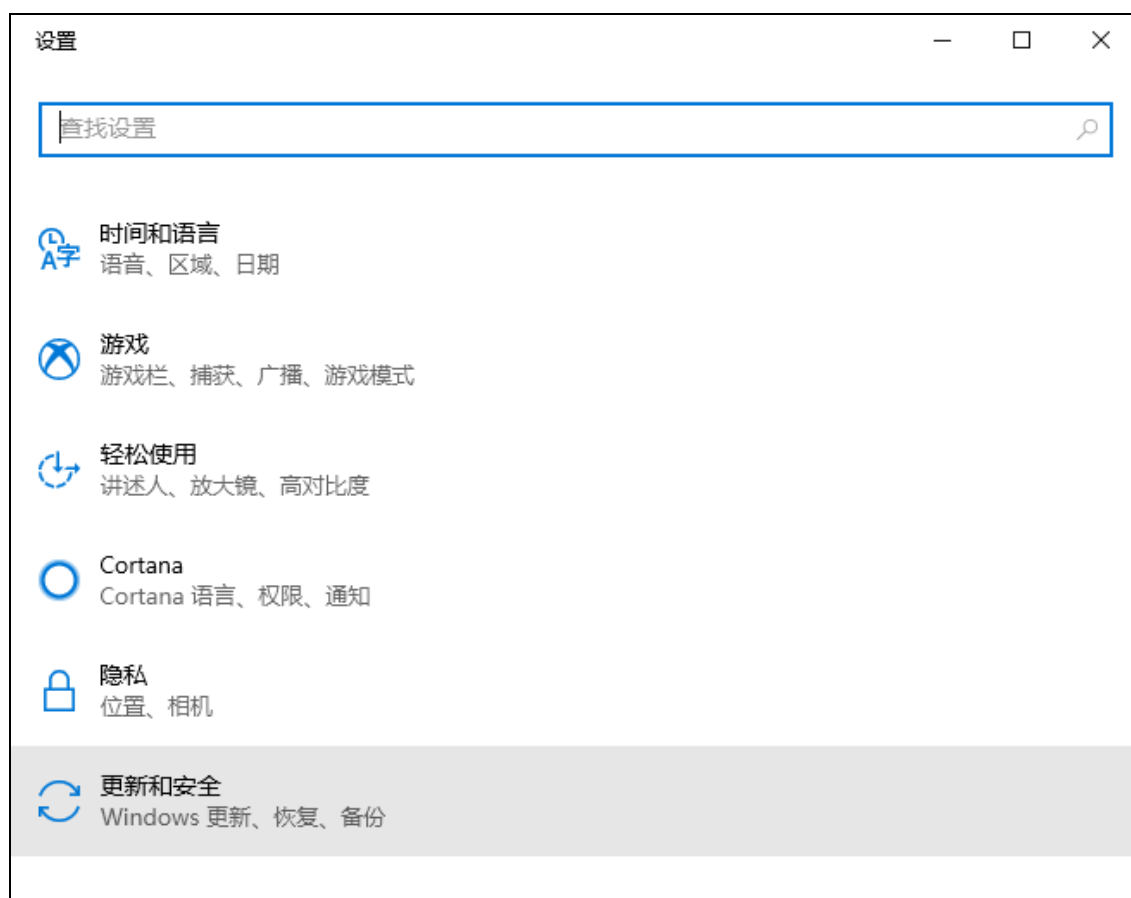 设置
查找设置
时间和语言
语音、区域、日期
游戏
游戏栏、捕获、广播、游戏模式
轻松使用
讲述人、放大镜、高对比度
Cortana
Cortana 语言、权限、通知
隐私
位置、相机
更新和安全
Windows 更新、恢复、备份